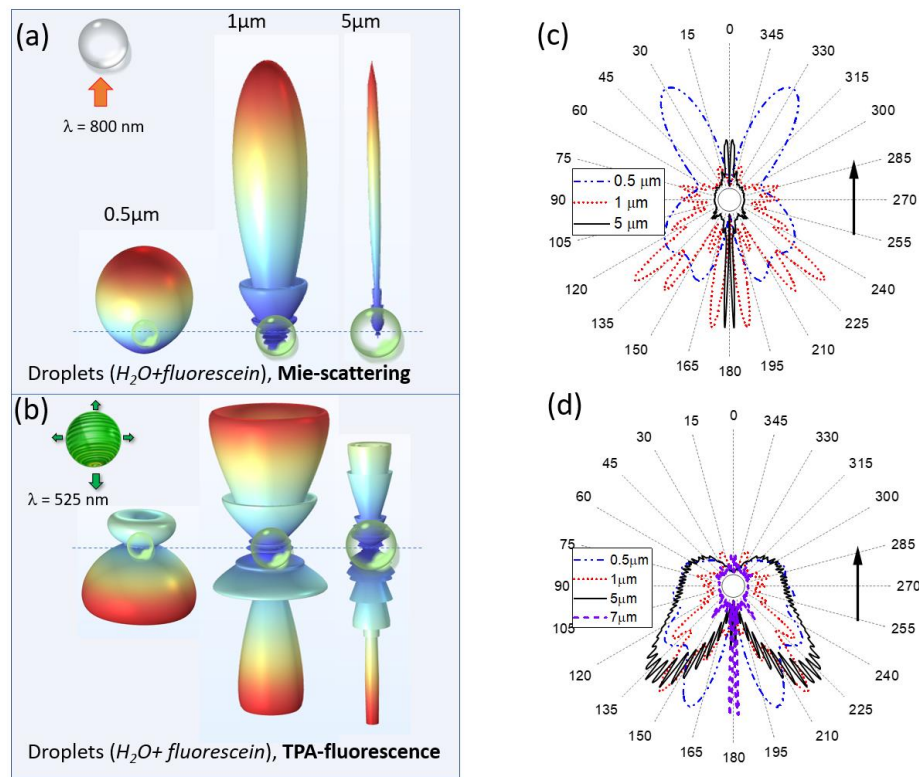 (a)
1µm
5µm
λ = 800 nm
0.5µm
Droplets (H₂O+fluorescein), Mie-scattering
(b)
λ = 525 nm
Droplets (H₂O+ fluorescein), TPA-fluorescence
(c)
0
15
345
30
330
45
315
60
300
75
285
90
270
105
255
120
240
135
225
150
210
165
195
180
0.5 µm
1 µm
5 µm
(d)
0
15
345
30
330
45
315
60
300
75
285
90
270
105
255
120
240
135
225
150
210
165
195
180
0.5µm
1µm
5µm
7µm